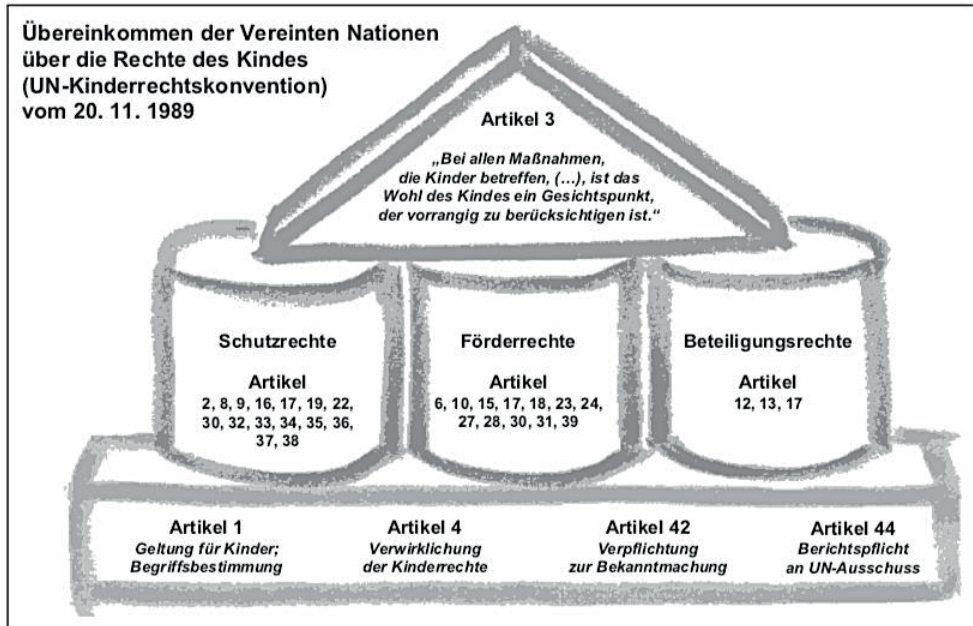 Übereinkommen der Vereinten Nationen
über die Rechte des Kindes
(UN-Kinderrechtskonvention)
vom 20. 11. 1989
Artikel 3
„Bei allen Maßnahmen,
die Kinder betreffen, (...), ist das
Wohl des Kindes ein Gesichtspunkt,
der vorrangig zu berücksichtigen ist.“
Schutzrechte
Artikel
2, 8, 9, 16, 17, 19, 22,
30, 32, 33, 34, 35, 36,
37, 38
Förderrechte
Artikel
6, 10, 15, 17, 18, 23, 24,
27, 28, 30, 31, 39
Beteiligungsrechte
Artikel
12, 13, 17
Artikel 1
Geltung für Kinder;
Begriffsbestimmung
Artikel 4
Verwirklichung
der Kinderrechte
Artikel 42
Verpflichtung
zur Bekanntmachung
Artikel 44
Berichtspflicht
an UN-Ausschuss